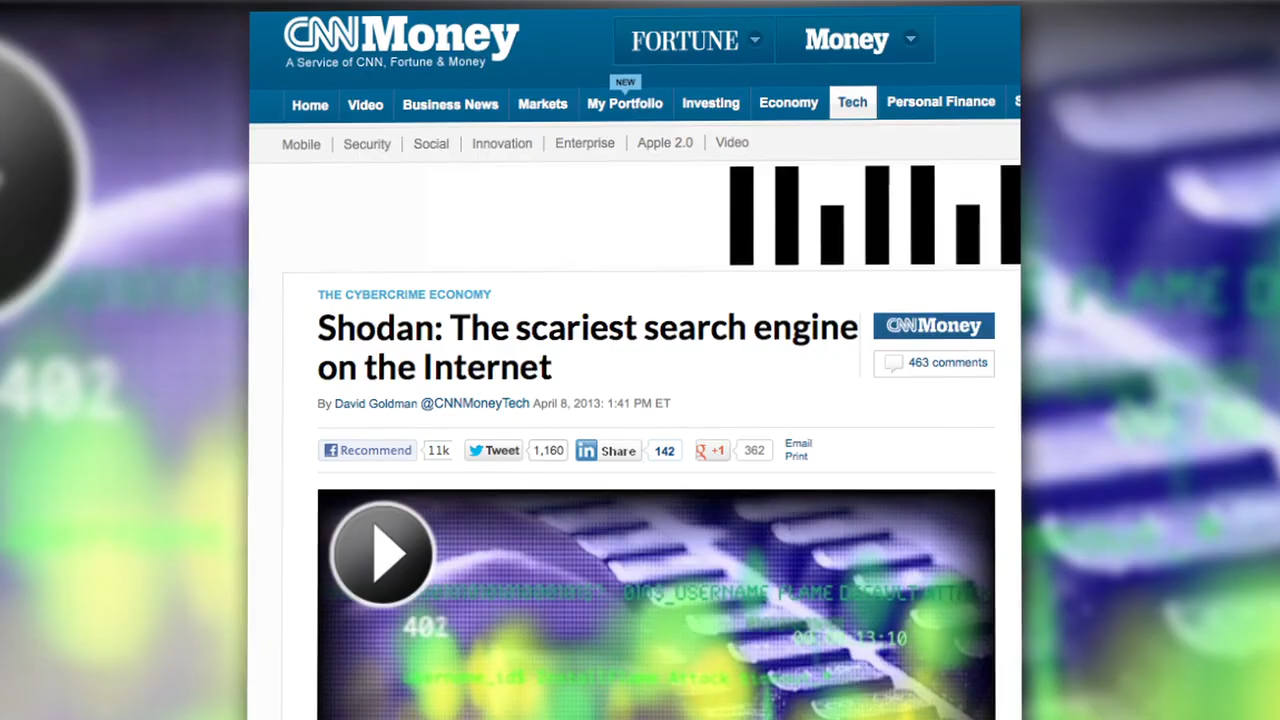 CNN Money
A Service of CNN, Fortune & Money
FORTUNE
Money
NEW
Home Video Business News Markets My Portfolio Investing Economy Tech Personal Finance
Mobile | Security | Social | Innovation | Enterprise | Apple 2.0 | Video
THE CYBERCRIME ECONOMY
Shodan: The scariest search engine
on the Internet
CNNMoney
463 comments
By David Goldman @CNNMoneyTech April 8, 2013: 1:41 PM ET
Recommend 11k Tweet 1,160 Share 142 +1 362
Email
Print
402